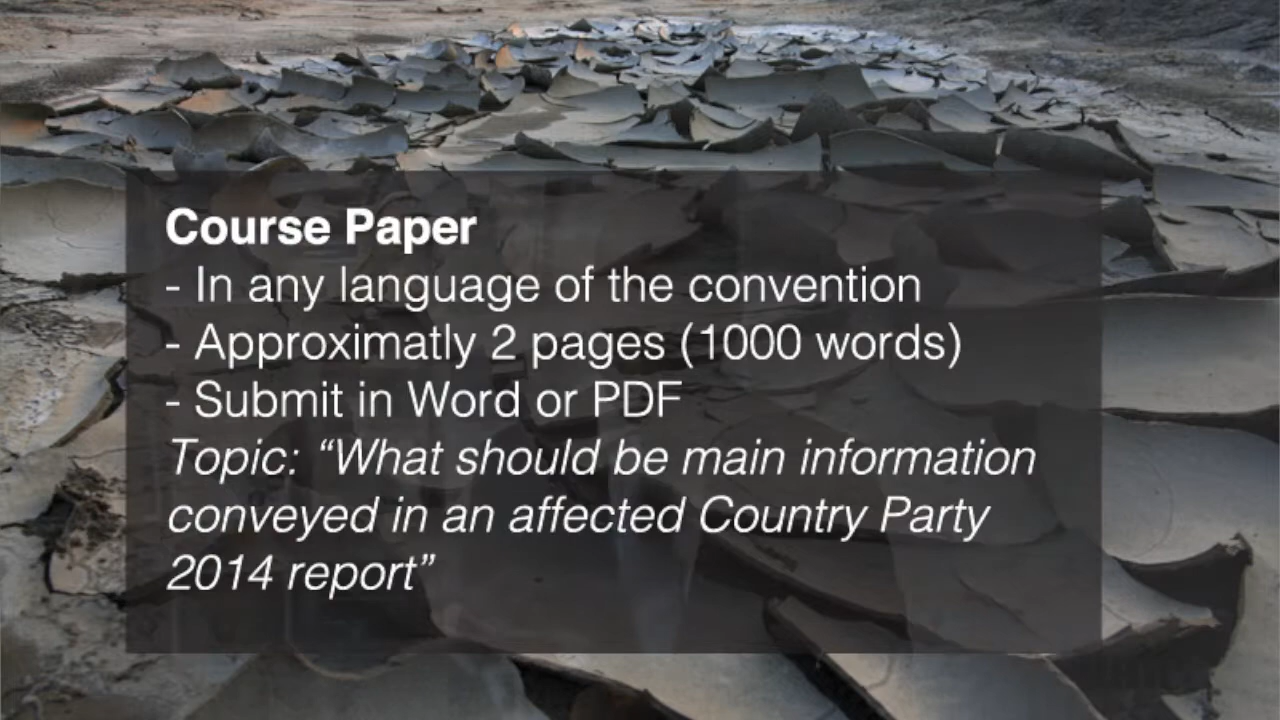 Course Paper
- In any language of the convention
- Approximatly 2 pages (1000 words)
- Submit in Word or PDF
Topic: “What should be main information
conveyed in an affected Country Party
2014 report”